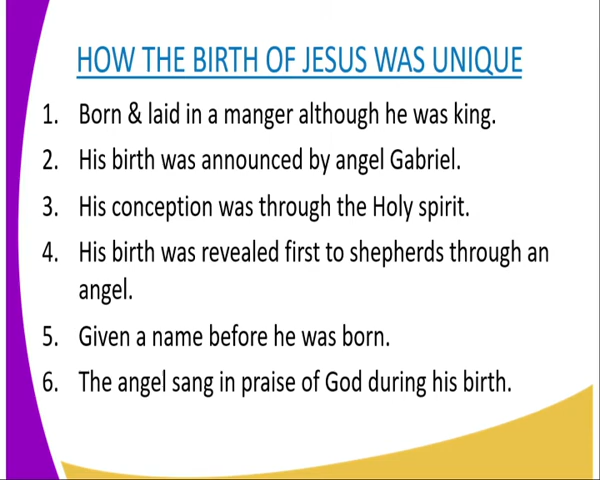 HOW THE BIRTH OF JESUS WAS UNIQUE
1. Born & laid in a manger although he was king.
2. His birth was announced by angel Gabriel.
3. His conception was through the Holy spirit.
4. His birth was revealed first to shepherds through an
angel.
5. Given a name before he was born.
6. The angel sang in praise of God during his birth.